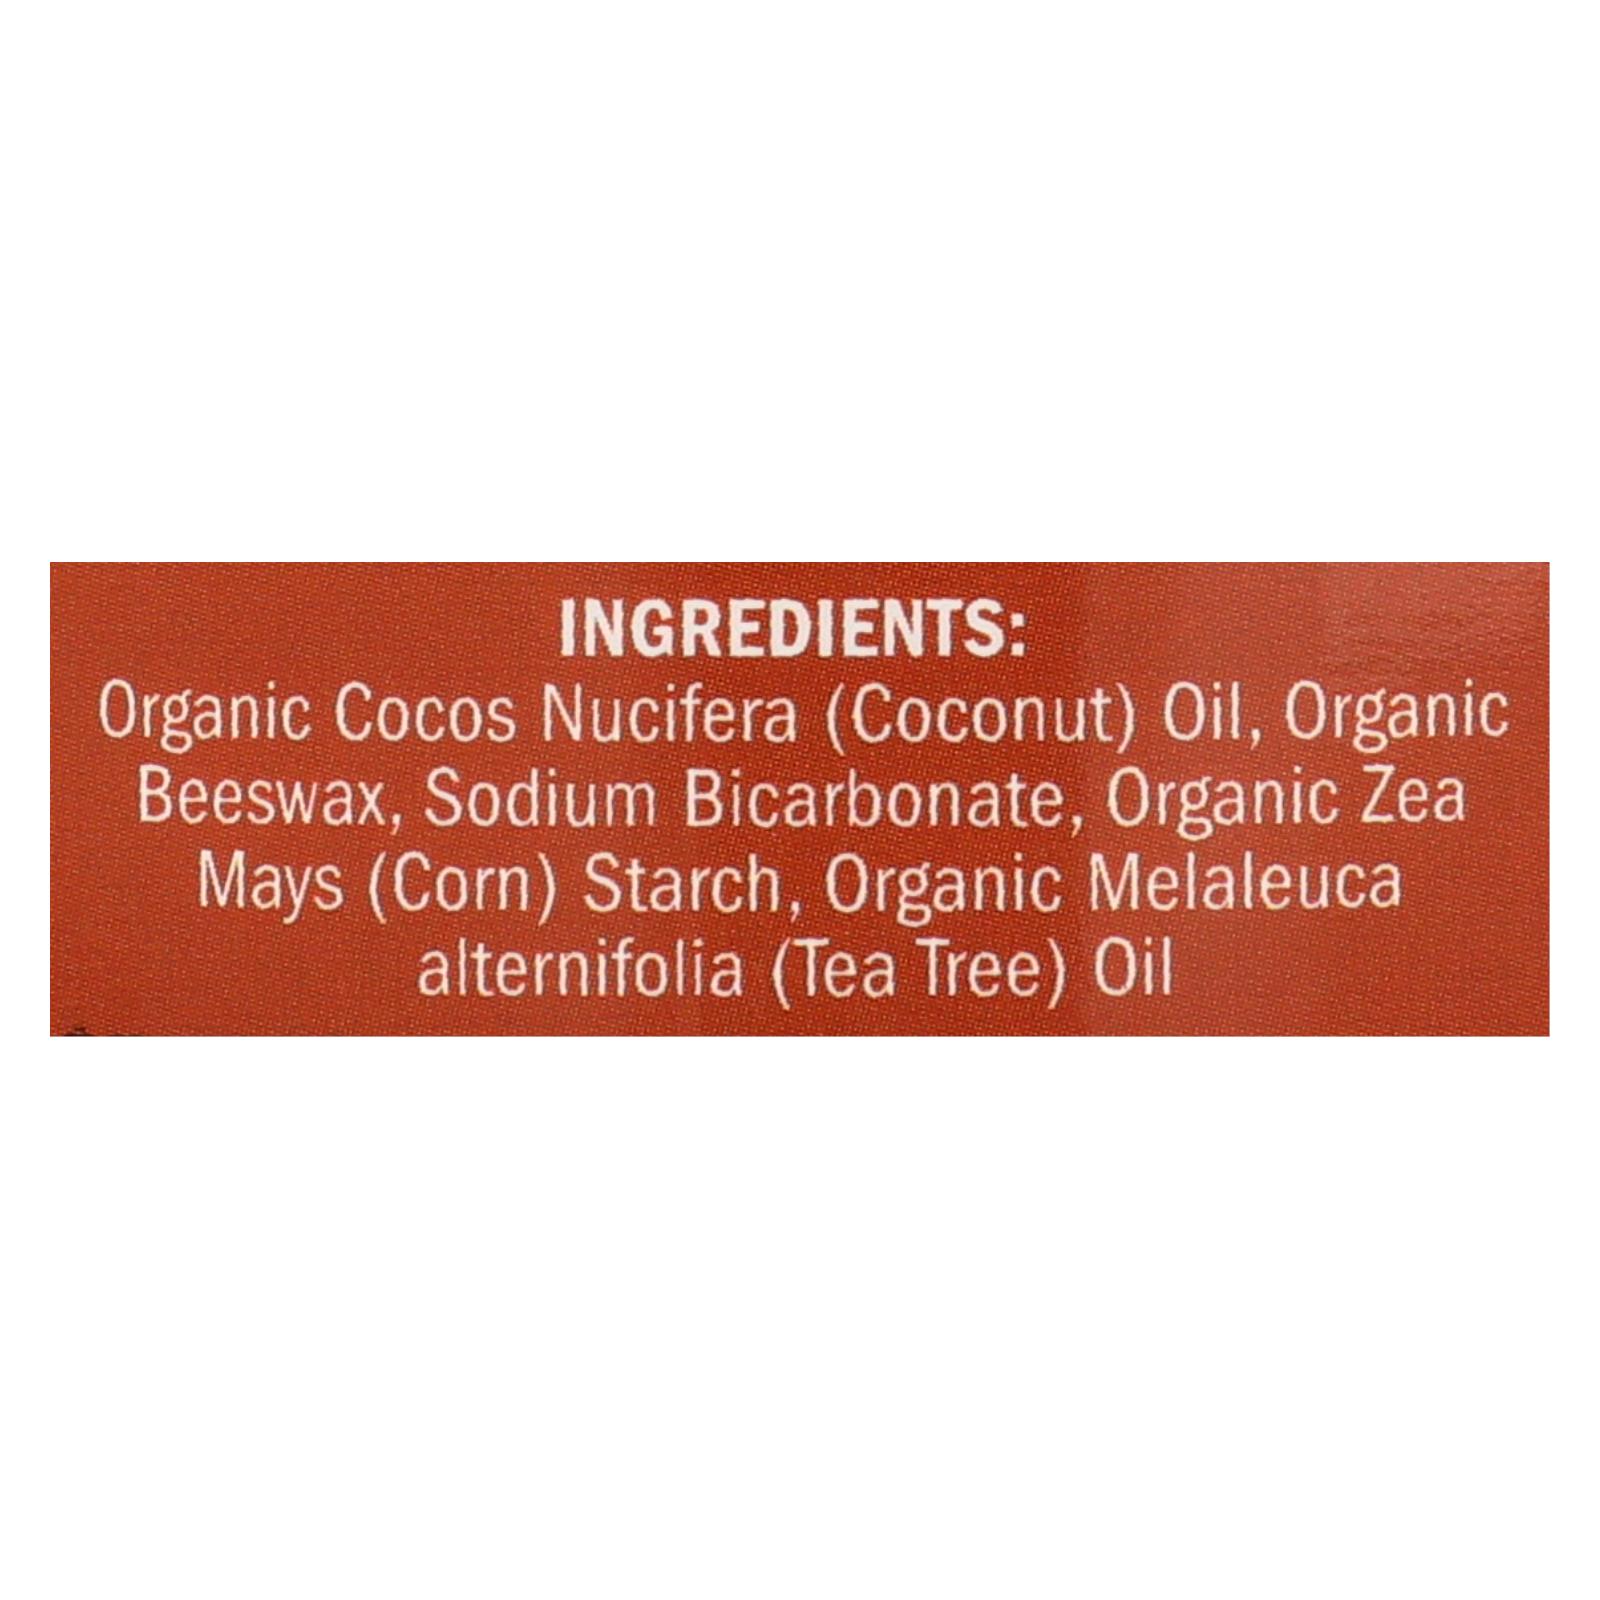 INGREDIENTS:
Organic Cocos Nucifera (Coconut) Oil, Organic
Beeswax, Sodium Bicarbonate, Organic Zea
Mays (Corn) Starch, Organic Melaleuca
alternifolia (Tea Tree) Oil